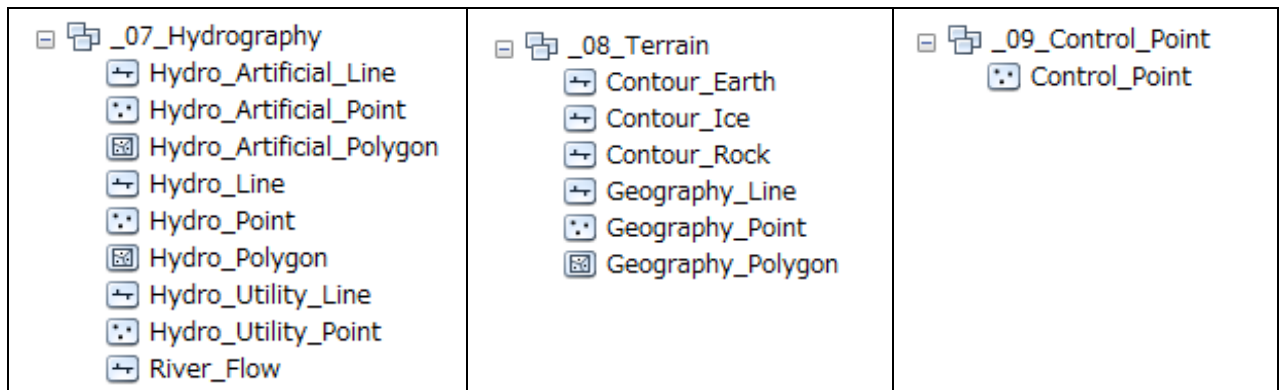 _07_Hydrography
Hydro_Artificial_Line
Hydro_Artificial_Point
Hydro_Artificial_Polygon
Hydro_Line
Hydro_Point
Hydro_Polygon
Hydro_Utility_Line
Hydro_Utility_Point
River_Flow
_08_Terrain
Contour_Earth
Contour_Ice
Contour_Rock
Geography_Line
Geography_Point
Geography_Polygon
_09_Control_Point
Control_Point